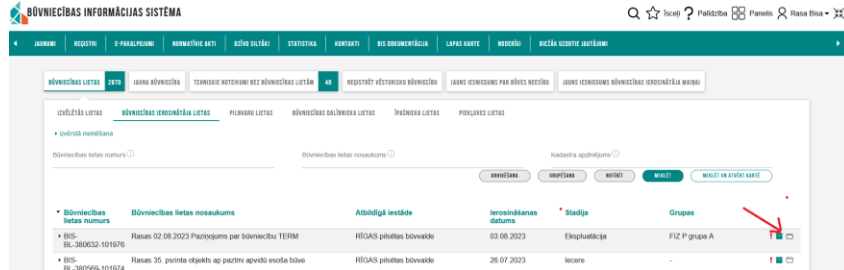 BŪVNIECĪBAS INFORMĀCIJAS SISTĒMA
Īsceļi Palīdzība Panelis Rasa Bisa
JAUNUMI REĢISTRI E-PAKALPOJUMI NORMATĪVIE AKTI DZĪVO SILTĀK! STATISTIKA KONTAKTI BIS DOKUMENTĀCIJA LAPAS KARTE NODERĪGI BIEŽĀK UZDOTIE JAUTĀJUMI
BŪVNIECĪBAS LIETAS 2670 JAUNA BŪVNIECĪBA TEHNISKIE NOTEIKUMI BEZ BŪVNIECĪBAS LIETĀM 40 REĢISTRĒT VĒSTURISKO BŪVNIECĪBU JAUNS IESNIEGUMS PAR BŪVES NEESĪBU JAUNS IESNIEGUMS BŪVNIECĪBAS IEROSINĀTĀJA MAIŅAI
IZVĒLĒTĀS LIETAS BŪVNIECĪBAS IEROSINĀTĀJA LIETAS PILNVARU LIETAS BŪVNIECĪBAS DALĪBNIEKA LIETAS ĪPAŠNIEKA LIETAS PIEKĻUVES LIETAS
Izvērstā meklēšana
Būvniecības lietas numurs Būvniecības lietas nosaukums Kadastra apzīmējums
ARHIVĒŠANA GRUPĒŠANA NOTĪRĪT MEKLĒT MEKLĒT UN ATVĒRT KARTĒ
Būvniecības lietas numurs Būvniecības lietas nosaukums Atbildīgā iestāde Ierosināšanas datums Stadija Grupas
BIS-BL-380632-101976 Rasas 02.08.2023 Paziņojums par būvniecību TERM RĪGAS pilsētas būvvalde 03.08.2023 Ekspluatācija FIZ P grupa A
BIS-BL-380569-101974 Rasas 35. psrinta objekts ap pazīmi apvidū esoša būve RĪGAS pilsētas būvvalde 26.07.2023 Iecere -